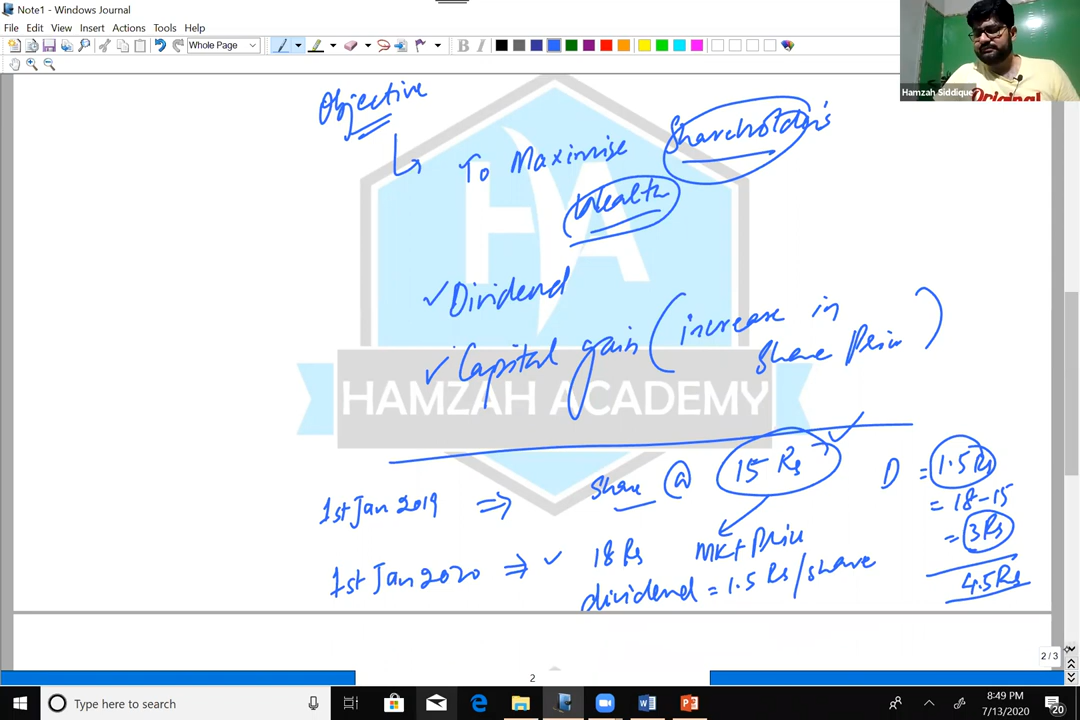 Note1 - Windows Journal
File Edit View Insert Actions Tools Help
Whole Page
B I
Hamzah Siddique
Original
Objective
To Maximise Shareholder's
Wealth
✓ Dividend
✓ Capital gain (increase in
share price)
HA
HAMZAH ACADEMY
1st Jan 2019 ⇒ Share @ 15 Rs ✓
1st Jan 2020 ⇒ ✓ 18 Rs MKt Price
dividend = 1.5 Rs/share
D = 1.5 Rs
= 18-15
= 3 Rs
4.5 Rs
2/3
2
Type here to search
8:49 PM
7/13/2020
20